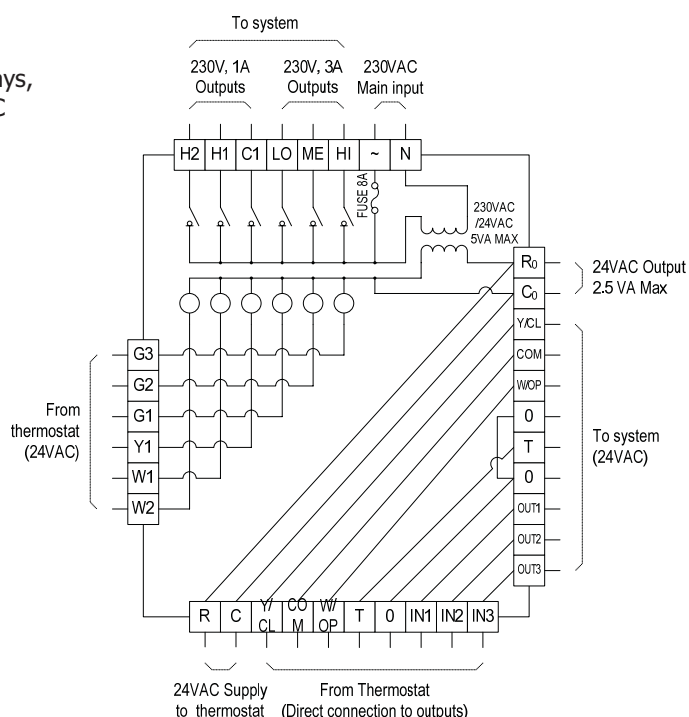 To system
ays,
C
230V, 1A 230V, 3A 230VAC
Outputs Outputs Main input
H2 H1 C1 LO ME HI ~ N
FUSE 8A
230VAC
/24VAC
5VA MAX
R0
24VAC Output
2.5 VA Max
C0
Y/CL
COM
W/OP
0
T
0
OUT1
OUT2
OUT3
To system
(24VAC)
G3
G2
G1
Y1
W1
W2
From
thermostat
(24VAC)
R C Y/CL COM W/OP T 0 IN1 IN2 IN3
24VAC Supply
to thermostat
From Thermostat
(Direct connection to outputs)